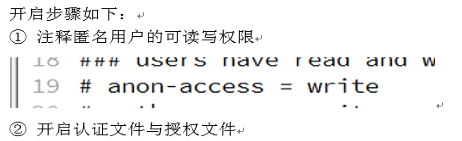 开启步骤如下：
① 注释匿名用户的可读写权限
18 ### users have read and w
19 # anon-access = write
② 开启认证文件与授权文件